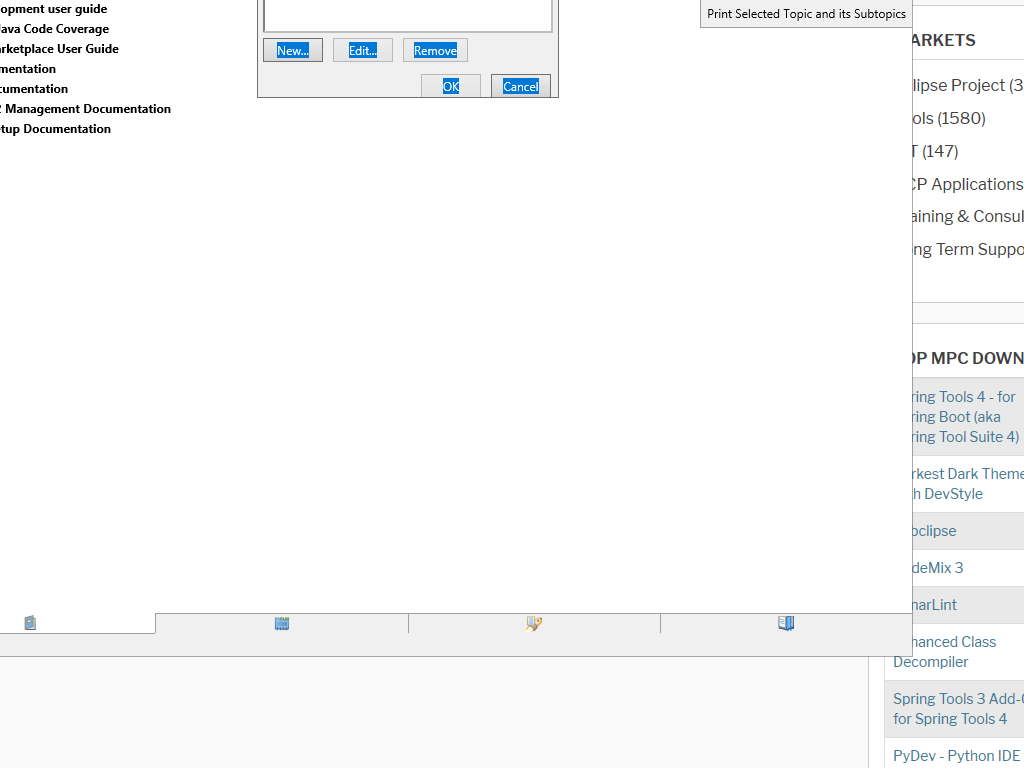 opment user guide
Java Code Coverage
rketplace User Guide
mentation
cumentation
Management Documentation
tup Documentation
New... Edit... Remove
OK Cancel
Print Selected Topic and its Subtopics
ARKETS
lipse Project (3
ols (1580)
T (147)
CP Applications
aining & Consul
ng Term Suppo
OP MPC DOWN
ring Tools 4 - for
ring Boot (aka
ring Tool Suite 4)
rkest Dark Theme
h DevStyle
bclipse
deMix 3
narLint
hanced Class
Decompiler
Spring Tools 3 Add-O
for Spring Tools 4
PyDev - Python IDE